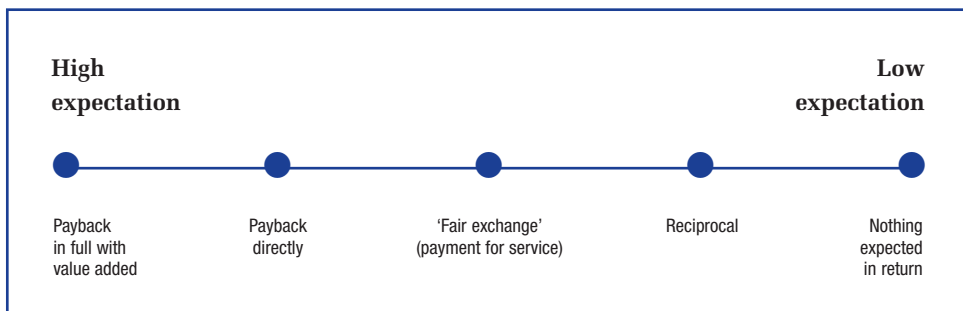 High
expectation
Low
expectation
Payback
in full with
value added
Payback
directly
‘Fair exchange’
(payment for service)
Reciprocal
Nothing
expected
in return